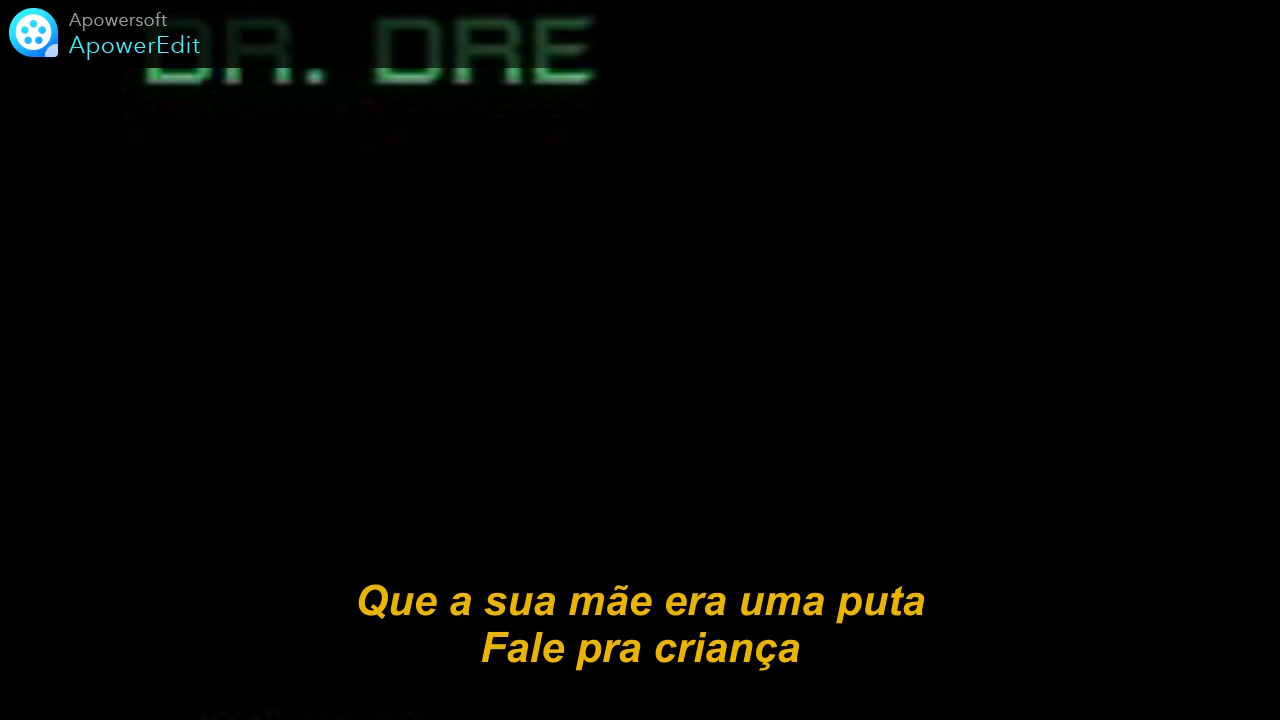 Apowersoft
ApowerEdit
DR. DRE
Que a sua mãe era uma puta
Fale pra criança